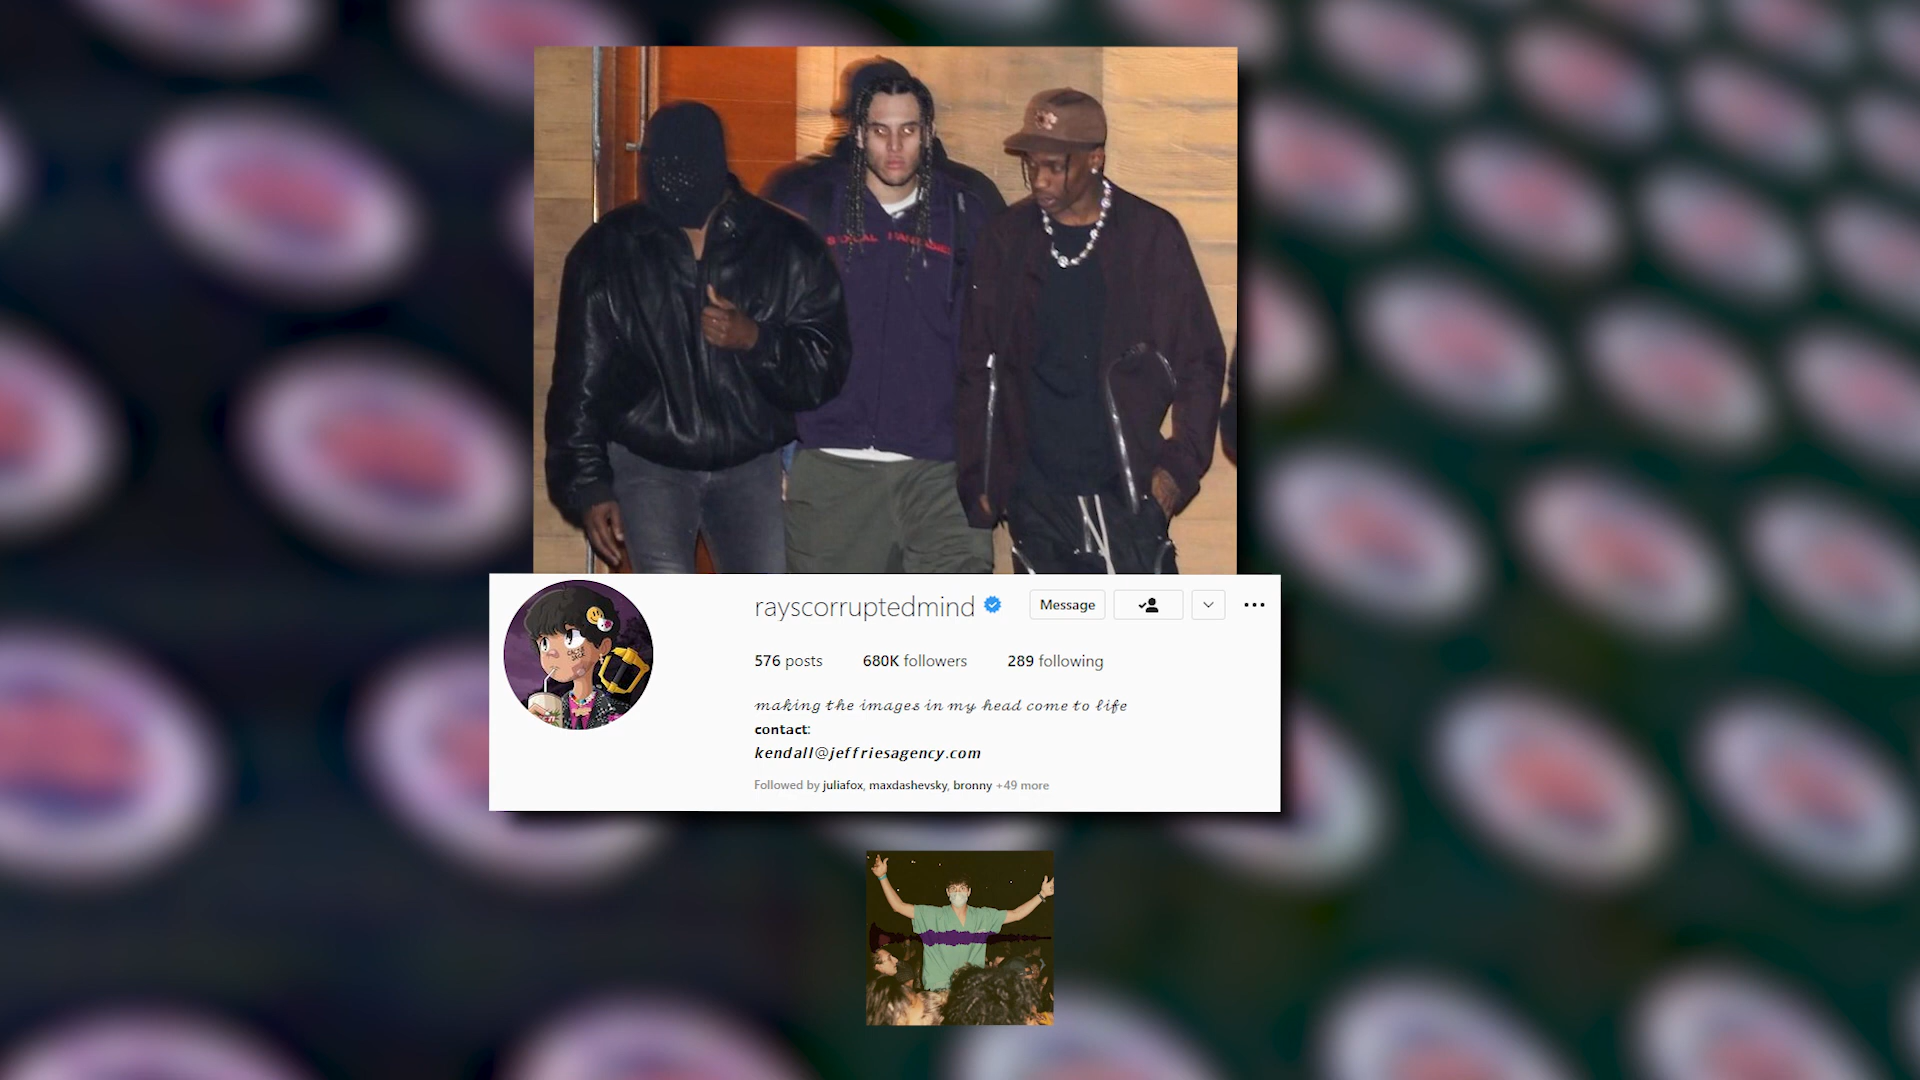 rayscorruptedmind
Message
576 posts 680K followers 289 following
making the images in my head come to life
contact:
kendall@jeffriesagency.com
Followed by juliafox, maxdashevsky, bronny +49 more